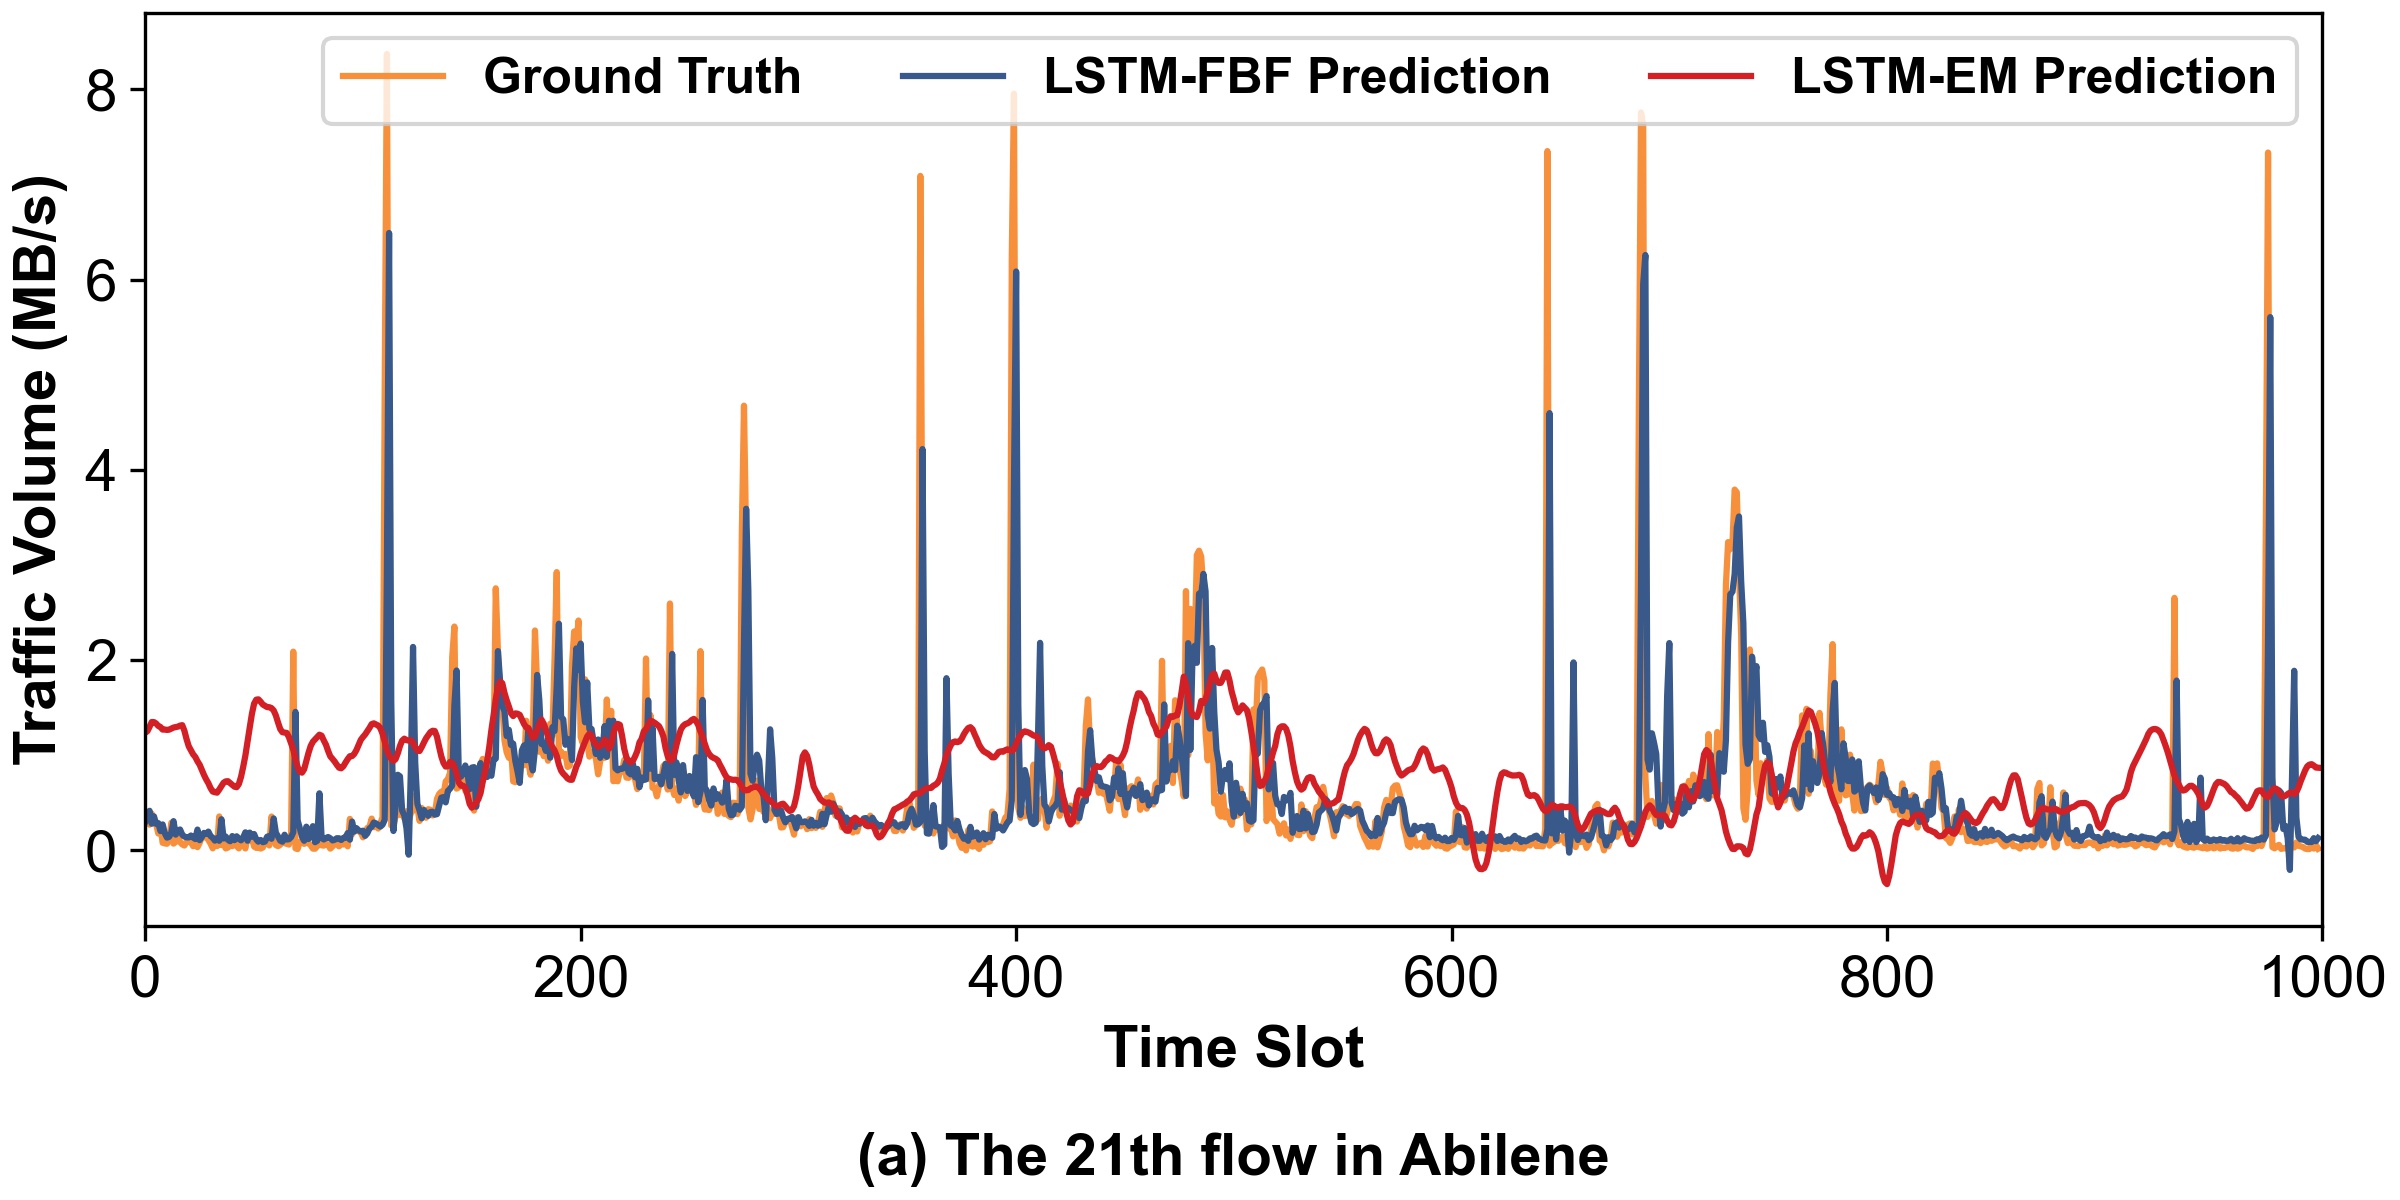 Ground Truth LSTM-FBF Prediction LSTM-EM Prediction
Traffic Volume (MB/s)
8
6
4
2
0
0 200 400 600 800 1000
Time Slot
(a) The 21th flow in Abilene